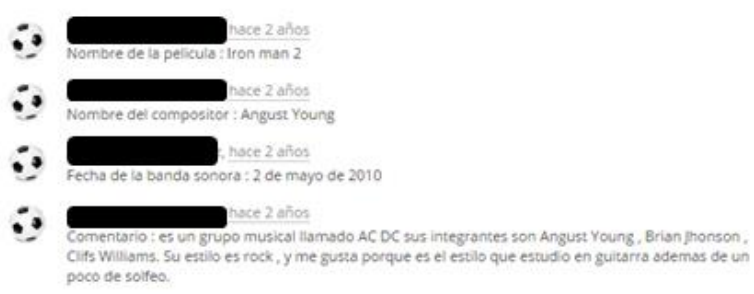 hace 2 años
Nombre de la pelicula : Iron man 2
hace 2 años
Nombre del compositor : Angust Young
, hace 2 años
Fecha de la banda sonora : 2 de mayo de 2010
hace 2 años
Comentario : es un grupo musical llamado AC DC sus integrantes son Angust Young , Brian Jhonson ,
Clifs Williams. Su estilo es rock , y me gusta porque es el estilo que estudio en guitarra ademas de un
poco de solfeo.